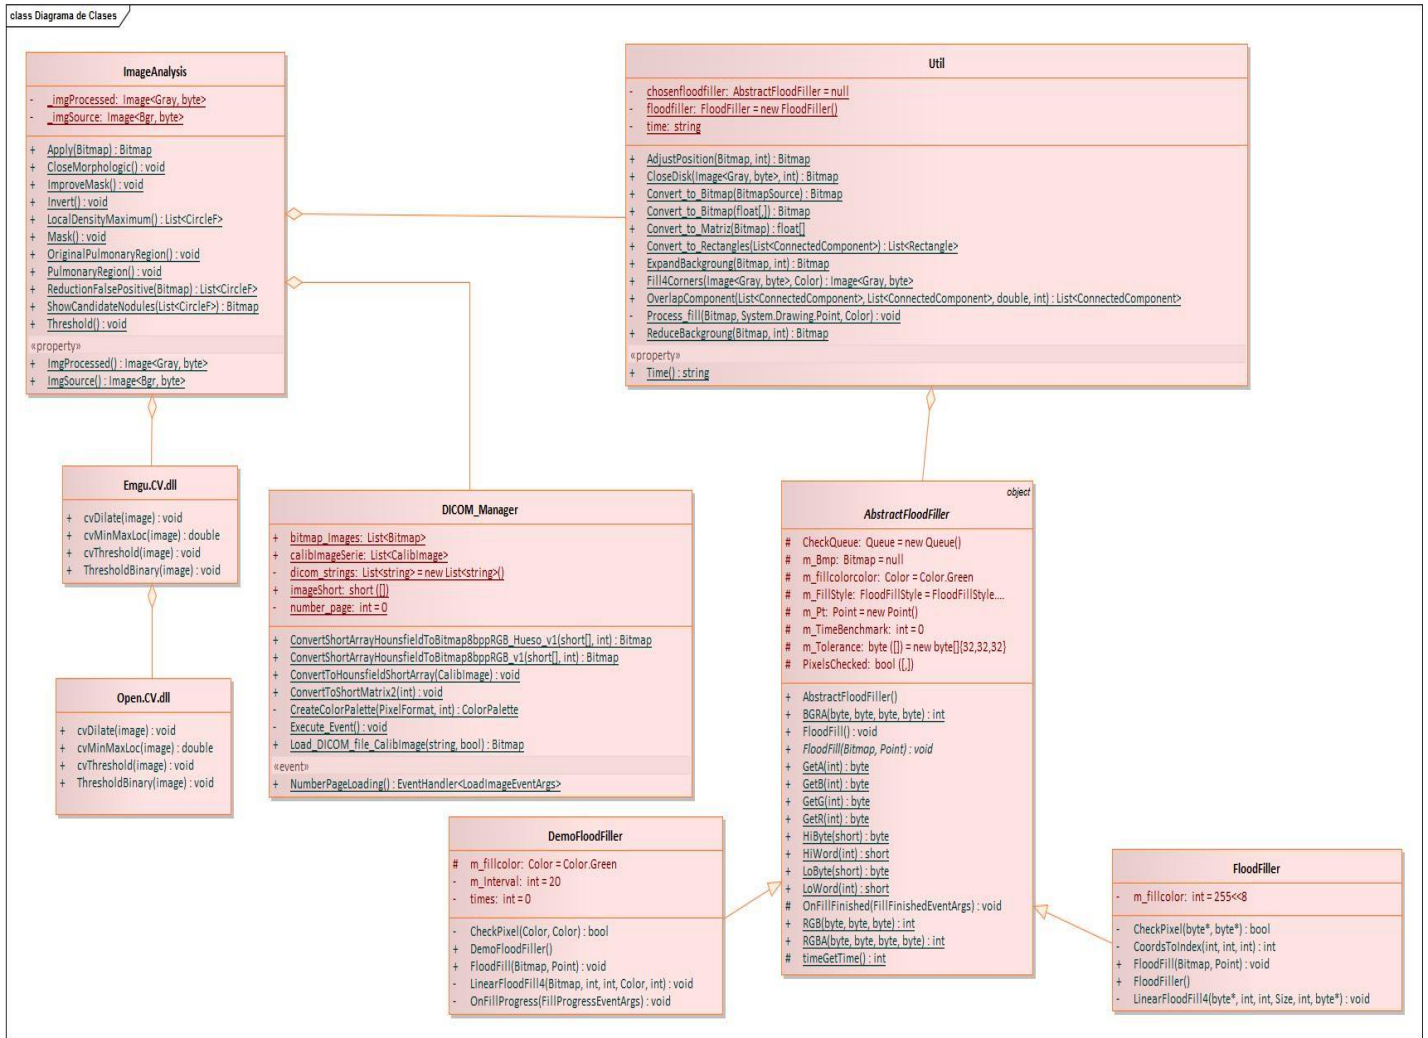 class Diagrama de Clases
ImageAnalysis
- _imgProcessed: Image<Gray, byte>
- _imgSource: Image<Bgr, byte>
+ Apply(Bitmap) : Bitmap
+ CloseMorphologic() : void
+ ImproveMask() : void
+ Invert() : void
+ LocalDensityMaximum() : List<CircleF>
+ Mask() : void
+ OriginalPulmonaryRegion() : void
+ PulmonaryRegion() : void
+ ReductionFalsePositive(Bitmap) : List<CircleF>
+ ShowCandidateNodules(List<CircleF>) : Bitmap
+ Threshold() : void
«property»
+ ImgProcessed() : Image<Gray, byte>
+ ImgSource() : Image<Bgr, byte>
Util
- chosenfloodfiller: AbstractFloodFiller = null
- floodfiller: FloodFiller = new FloodFiller()
- time: string
+ AdjustPosition(Bitmap, int) : Bitmap
+ CloseDisk(Image<Gray, byte>, int) : Bitmap
+ Convert_to_Bitmap(BitmapSource) : Bitmap
+ Convert_to_Bitmap(float[,]) : Bitmap
+ Convert_to_Matriz(Bitmap) : float[]
+ Convert_to_Rectangles(List<ConnectedComponent>) : List<Rectangle>
+ ExpandBackgroung(Bitmap, int) : Bitmap
+ Fill4Corners(Image<Gray, byte>, Color) : Image<Gray, byte>
+ OverlapComponent(List<ConnectedComponent>, List<ConnectedComponent>, double, int) : List<ConnectedComponent>
- Process_fill(Bitmap, System.Drawing.Point, Color) : void
+ ReduceBackgroung(Bitmap, int) : Bitmap
«property»
+ Time() : string
Emgu.CV.dll
+ cvDilate(image) : void
+ cvMinMaxLoc(image) : double
+ cvThreshold(image) : void
+ ThresholdBinary(image) : void
Open.CV.dll
+ cvDilate(image) : void
+ cvMinMaxLoc(image) : double
+ cvThreshold(image) : void
+ ThresholdBinary(image) : void
DICOM_Manager
+ bitmap_Images: List<Bitmap>
+ calibImageSerie: List<CalibImage>
- dicom_strings: List<string> = new List<string>()
+ imageShort: short ([])
- number_page: int = 0
+ ConvertShortArrayHounsfieldToBitmap8bppRGB_Hueso_v1(short[], int) : Bitmap
+ ConvertShortArrayHounsfieldToBitmap8bppRGB_v1(short[], int) : Bitmap
+ ConvertToHounsfieldShortArray(CalibImage) : void
+ ConvertToShortMatrix2(int) : void
- CreateColorPalette(PixelFormat, int) : ColorPalette
- Execute_Event() : void
+ Load_DICOM_file_CalibImage(string, bool) : Bitmap
«event»
+ NumberPageLoading() : EventHandler<LoadImageEventArgs>
object
AbstractFloodFiller
# CheckQueue: Queue = new Queue()
# m_Bmp: Bitmap = null
# m_fillcolorcolor: Color = Color.Green
# m_FillStyle: FloodFillStyle = FloodFillStyle....
# m_Pt: Point = new Point()
# m_TimeBenchmark: int = 0
# m_Tolerance: byte ([]) = new byte[]{32,32,32}
# PixelsChecked: bool ([,])
+ AbstractFloodFiller()
+ BGRA(byte, byte, byte, byte) : int
+ FloodFill() : void
+ FloodFill(Bitmap, Point) : void
+ GetA(int) : byte
+ GetB(int) : byte
+ GetG(int) : byte
+ GetR(int) : byte
+ HiByte(short) : byte
+ HiWord(int) : short
+ LoByte(short) : byte
+ LoWord(int) : short
# OnFillFinished(FillFinishedEventArgs) : void
+ RGB(byte, byte, byte) : int
+ RGBA(byte, byte, byte, byte) : int
# timeGetTime() : int
DemoFloodFiller
# m_fillcolor: Color = Color.Green
- m_Interval: int = 20
- times: int = 0
- CheckPixel(Color, Color) : bool
+ DemoFloodFiller()
+ FloodFill(Bitmap, Point) : void
- LinearFloodFill4(Bitmap, int, int, Color, int) : void
- OnFillProgress(FillProgressEventArgs) : void
FloodFiller
- m_fillcolor: int = 255<<8
- CheckPixel(byte*, byte*) : bool
- CoordsToIndex(int, int, int) : int
+ FloodFill(Bitmap, Point) : void
+ FloodFiller()
- LinearFloodFill4(byte*, int, int, Size, int, byte*) : void